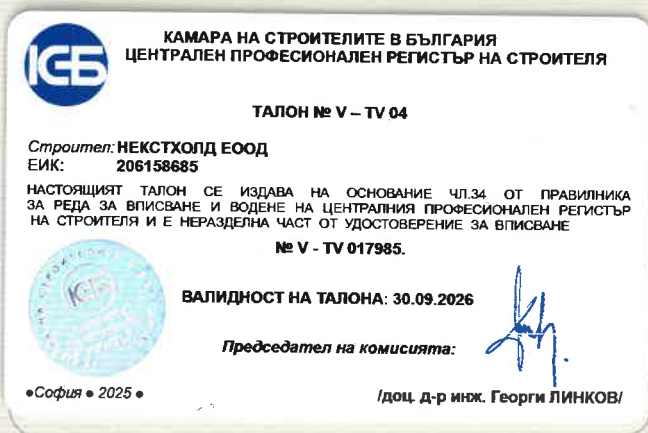 КСБ
КАМАРА НА СТРОИТЕЛИТЕ В БЪЛГАРИЯ
ЦЕНТРАЛЕН ПРОФЕСИОНАЛЕН РЕГИСТЪР НА СТРОИТЕЛЯ
ТАЛОН № V – TV 04
Строител: НЕКСТХОЛД ЕООД
ЕИК: 206158685
НАСТОЯЩИЯТ ТАЛОН СЕ ИЗДАВА НА ОСНОВАНИЕ ЧЛ.34 ОТ ПРАВИЛНИКА
ЗА РЕДА ЗА ВПИСВАНЕ И ВОДЕНЕ НА ЦЕНТРАЛНИЯ ПРОФЕСИОНАЛЕН РЕГИСТЪР
НА СТРОИТЕЛЯ И Е НЕРАЗДЕЛНА ЧАСТ ОТ УДОСТОВЕРЕНИЕ ЗА ВПИСВАНЕ
№ V - TV 017985.
КСБ
ВАЛИДНОСТ НА ТАЛОНА: 30.09.2026
Председател на комисията:
●София ● 2025 ●
/доц. д-р инж. Георги ЛИНКОВ/